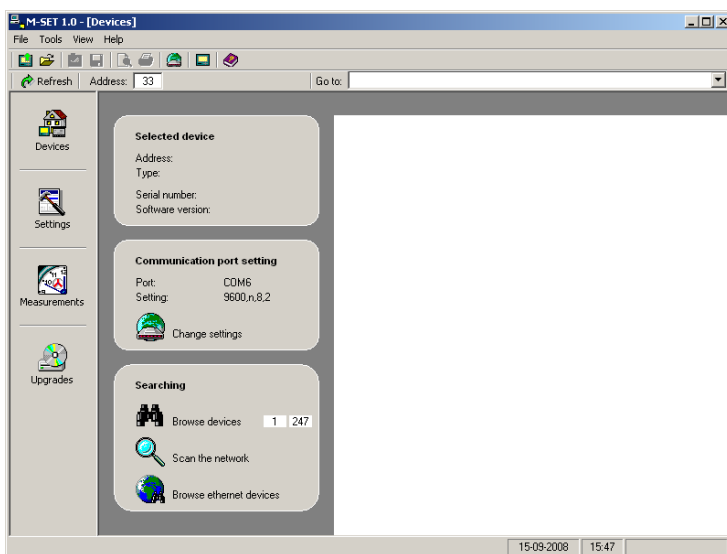 M-SET 1.0 - [Devices]
File Tools View Help
Refresh Address: 33 Go to:
Devices
Settings
Measurements
Upgrades
Selected device
Address:
Type:
Serial number:
Software version:
Communication port setting
Port: COM6
Setting: 9600,n,8,2
Change settings
Searching
Browse devices 1 247
Scan the network
Browse ethernet devices
15-09-2008 15:47